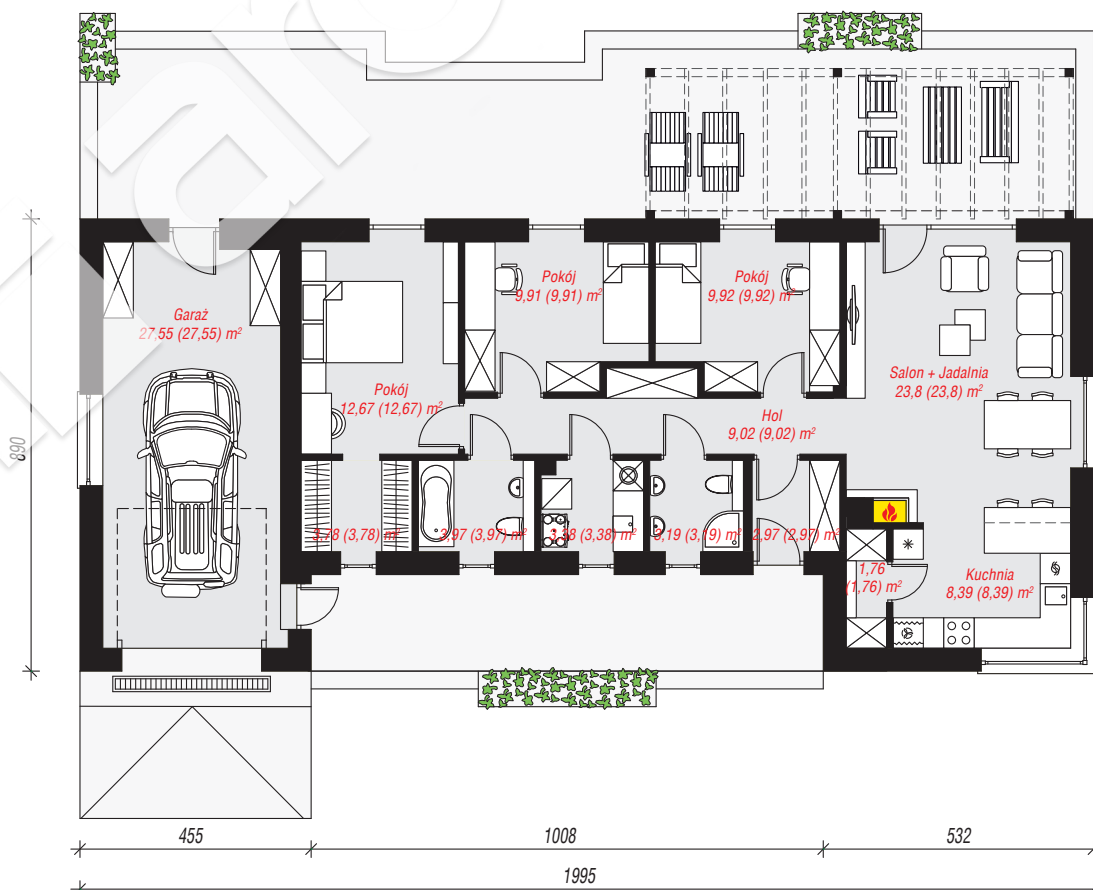 Pokój
9,91 (9,91) m²
Pokój
9,92 (9,92) m²
Garaż
27,55 (27,55) m²
Pokój
12,67 (12,67) m²
Salon + Jadalnia
23,8 (23,8) m²
Hol
9,02 (9,02) m²
3,78 (3,78) m²
3,97 (3,97) m²
3,38 (3,38) m²
3,19 (3,19) m²
2,97 (2,97) m²
1,76
(1,76) m²
Kuchnia
8,39 (8,39) m²
890
455
1008
532
1995